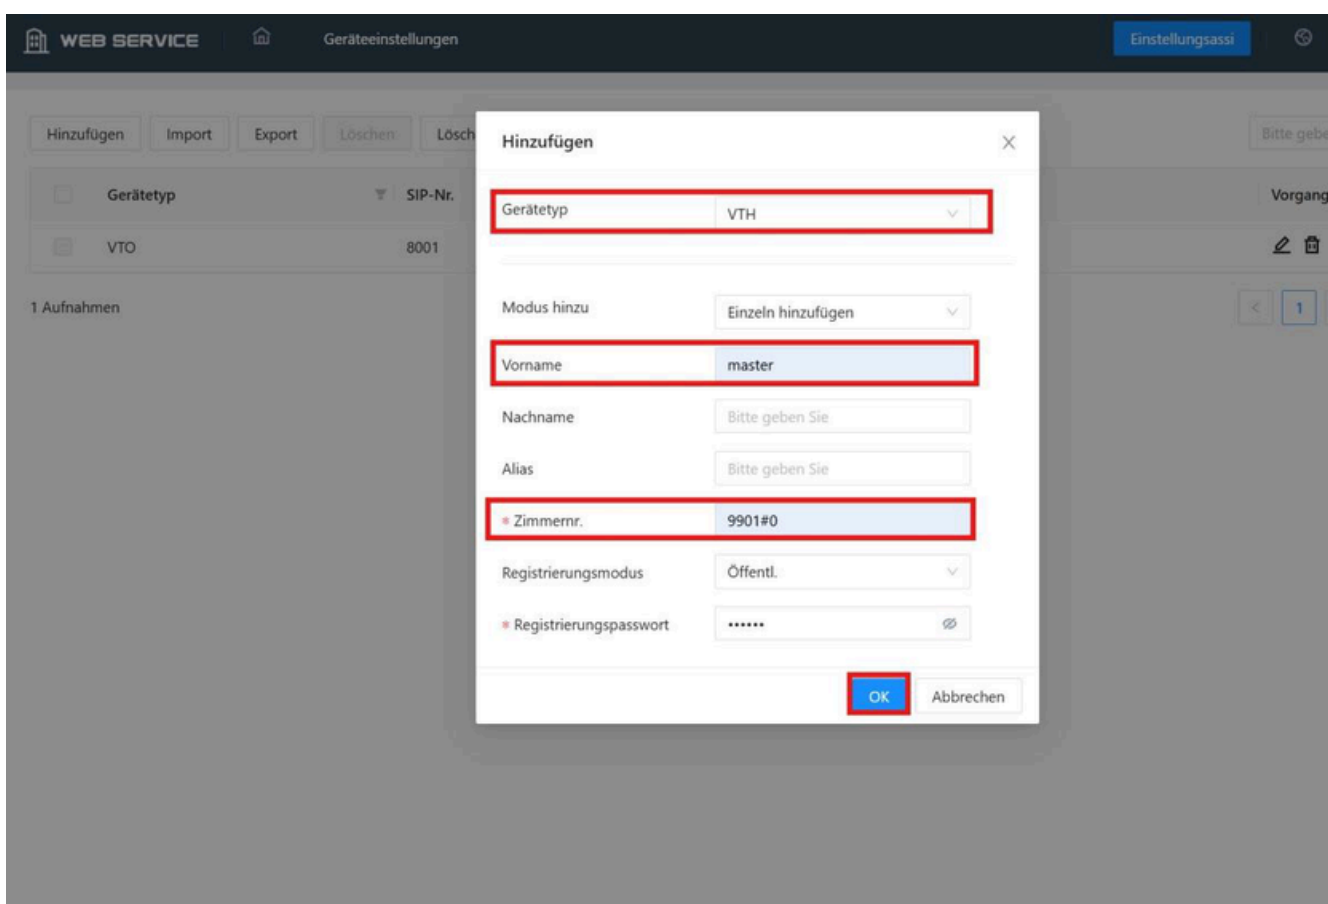 WEB SERVICE Geräteeinstellungen Einstellungsassi
Hinzufügen Import Export Löschen Lösch Bitte gebe
Gerätetyp SIP-Nr. Vorgang
VTO 8001
1 Aufnahmen 1
Hinzufügen
Gerätetyp VTH
Modus hinzu Einzeln hinzufügen
Vorname master
Nachname Bitte geben Sie
Alias Bitte geben Sie
* Zimmernr. 9901#0
Registrierungsmodus Öffentl.
* Registrierungspasswort ••••••
OK Abbrechen